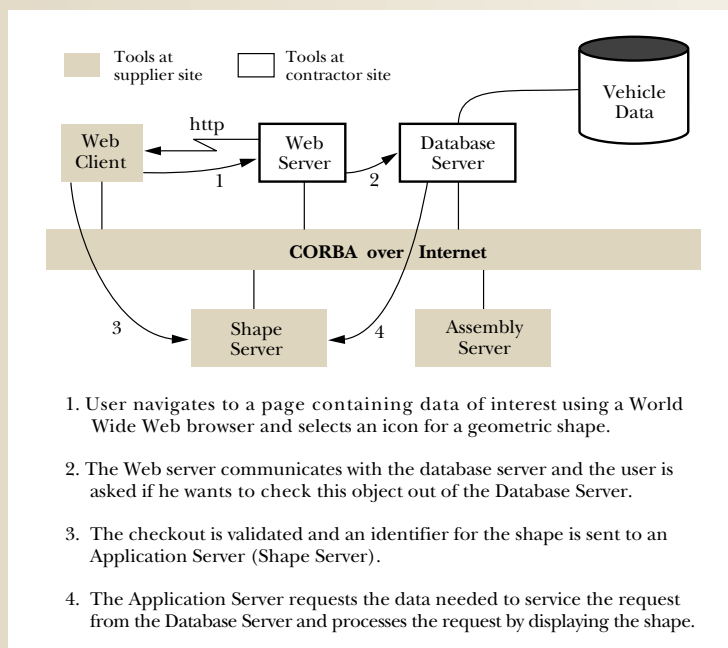 Tools at
supplier site
Tools at
contractor site
Vehicle
Data
http
Web
Client
Web
Server
Database
Server
1
2
CORBA over Internet
3
4
Shape
Server
Assembly
Server
1. User navigates to a page containing data of interest using a World
Wide Web browser and selects an icon for a geometric shape.
2. The Web server communicates with the database server and the user is
asked if he wants to check this object out of the Database Server.
3. The checkout is validated and an identifier for the shape is sent to an
Application Server (Shape Server).
4. The Application Server requests the data needed to service the request
from the Database Server and processes the request by displaying the shape.